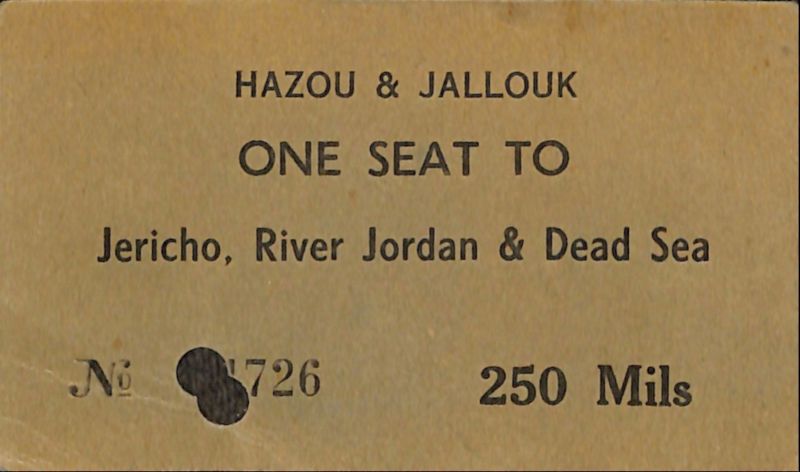 HAZOU & JALLOUK
ONE SEAT TO
Jericho, River Jordan & Dead Sea
No 726
250 Mils